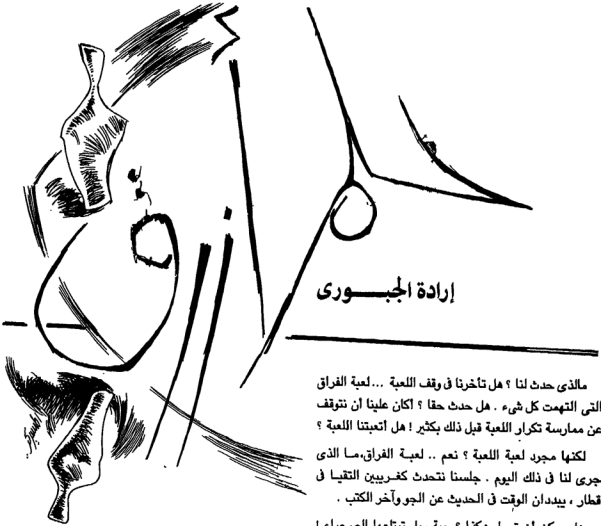 إرادة الجبورى
مالذى حدث لنا ؟ هل تأخرنا فى وقف اللعبة ... لعبة الفراق
التى التهمت كل شىء . هل حدث حقا ؟ أكان علينا أن نتوقف
عن ممارسة تكرار اللعبة قبل ذلك بكثير ! هل أتعبتنا اللعبة ؟
لكنها مجرد لعبة اللعبة ؟ نعم .. لعبة الفراق،ما الذى
جرى لنا فى ذلك اليوم . جلسنا نتحدث كغريبين التقيا فى
قطار ، يبددان الوقت فى الحديث عن الجو وآخر الكتب .